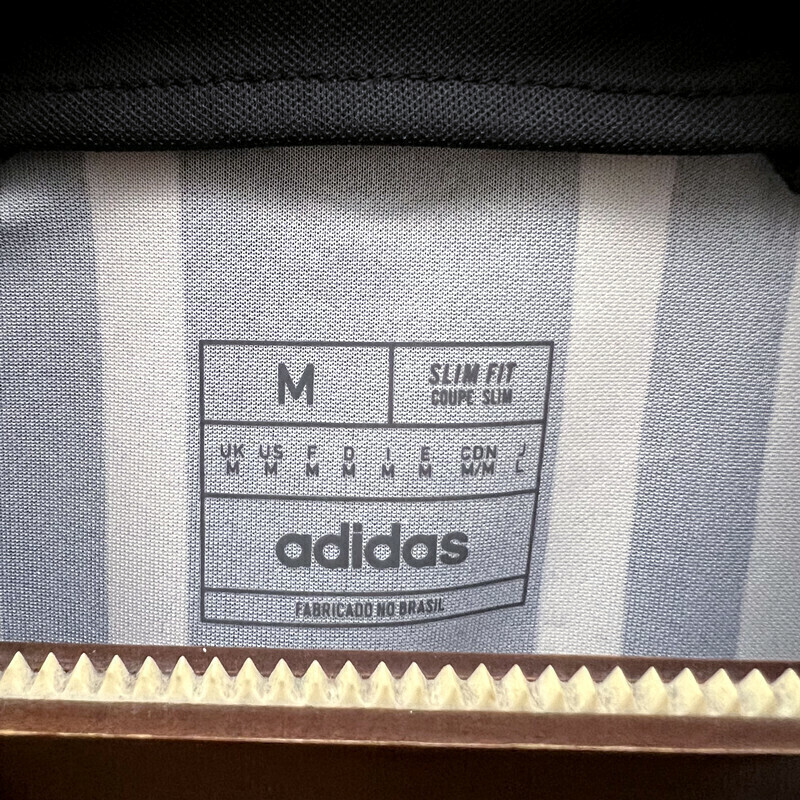 M
SLIM FIT
COUPE SLIM
UK US F D I E CDN J
M M M M M M M/M L
adidas
FABRICADO NO BRASIL